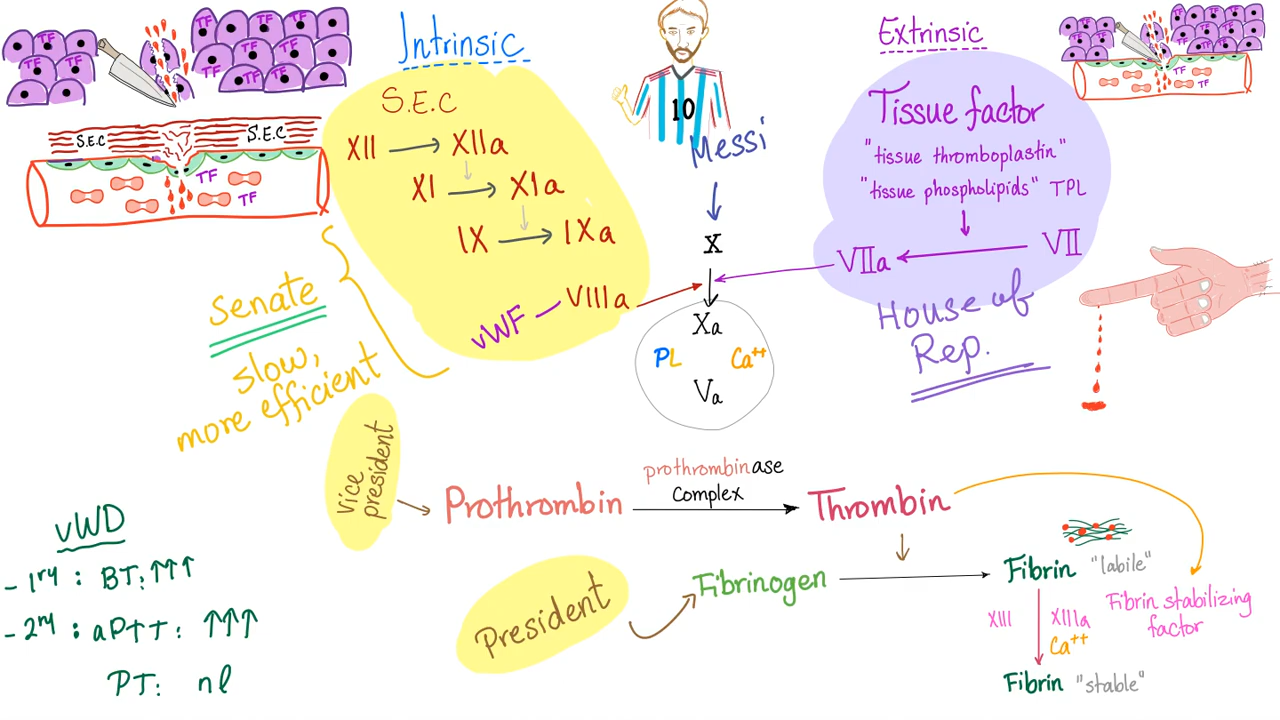 TF TF TF TF
TF TF TF
TF TF TF
S.E.C S.E.C
TF
TF
Intrinsic
S.E.C
XII → XIIa
XI → XIa
IX → IXa
vWF — VIIIa
senate
slow,
more efficient
10
Messi
X
Xa
PL Ca++
Va
Extrinsic
Tissue factor
"tissue thromboplastin"
"tissue phospholipids" TPL
VIIa ← VII
House of
Rep.
TF TF TF
TF TF TF
TF
TF
vice
president
Prothrombin
prothrombinase
Complex
Thrombin
President
Fibrinogen
Fibrin "labile"
XIII XIIIa
Ca++
Fibrin stabilizing
factor
Fibrin "stable"
vWD
- 1ry : BT: ↑↑↑
- 2ry : aPTT: ↑↑↑
PT: nl